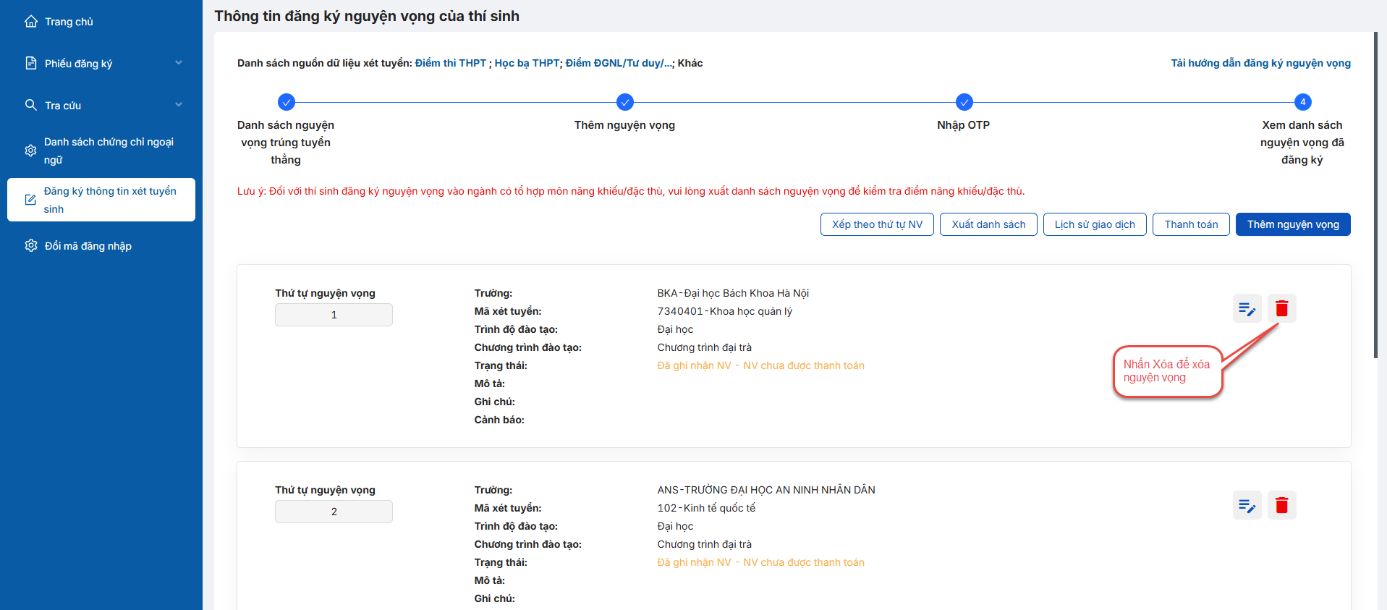 Trang chủ
Phiếu đăng ký
Tra cứu
Danh sách chứng chỉ ngoại
ngữ
Đăng ký thông tin xét tuyển
sinh
Đổi mã đăng nhập
Thông tin đăng ký nguyện vọng của thí sinh
Danh sách nguồn dữ liệu xét tuyển: Điểm thi THPT ; Học bạ THPT; Điểm ĐGNL/Tư duy/...; Khác
Tải hướng dẫn đăng ký nguyện vọng
4
Danh sách nguyện
vọng trúng tuyển
thẳng
Thêm nguyện vọng
Nhập OTP
Xem danh sách
nguyện vọng đã
đăng ký
Lưu ý: Đối với thí sinh đăng ký nguyện vọng vào ngành có tổ hợp môn năng khiếu/đặc thù, vui lòng xuất danh sách nguyện vọng để kiểm tra điểm năng khiếu/đặc thù.
Xếp theo thứ tự NV
Xuất danh sách
Lịch sử giao dịch
Thanh toán
Thêm nguyện vọng
Thứ tự nguyện vọng
1
Trường: BKA-Đại học Bách Khoa Hà Nội
Mã xét tuyển: 7340401-Khoa học quản lý
Trình độ đào tạo: Đại học
Chương trình đào tạo: Chương trình đại trà
Trạng thái: Đã ghi nhận NV - NV chưa được thanh toán
Mô tả:
Ghi chú:
Cảnh báo:
Nhấn Xóa để xóa
nguyện vọng
Thứ tự nguyện vọng
2
Trường: ANS-TRƯỜNG ĐẠI HỌC AN NINH NHÂN DÂN
Mã xét tuyển: 102-Kinh tế quốc tế
Trình độ đào tạo: Đại học
Chương trình đào tạo: Chương trình đại trà
Trạng thái: Đã ghi nhận NV - NV chưa được thanh toán
Mô tả:
Ghi chú: